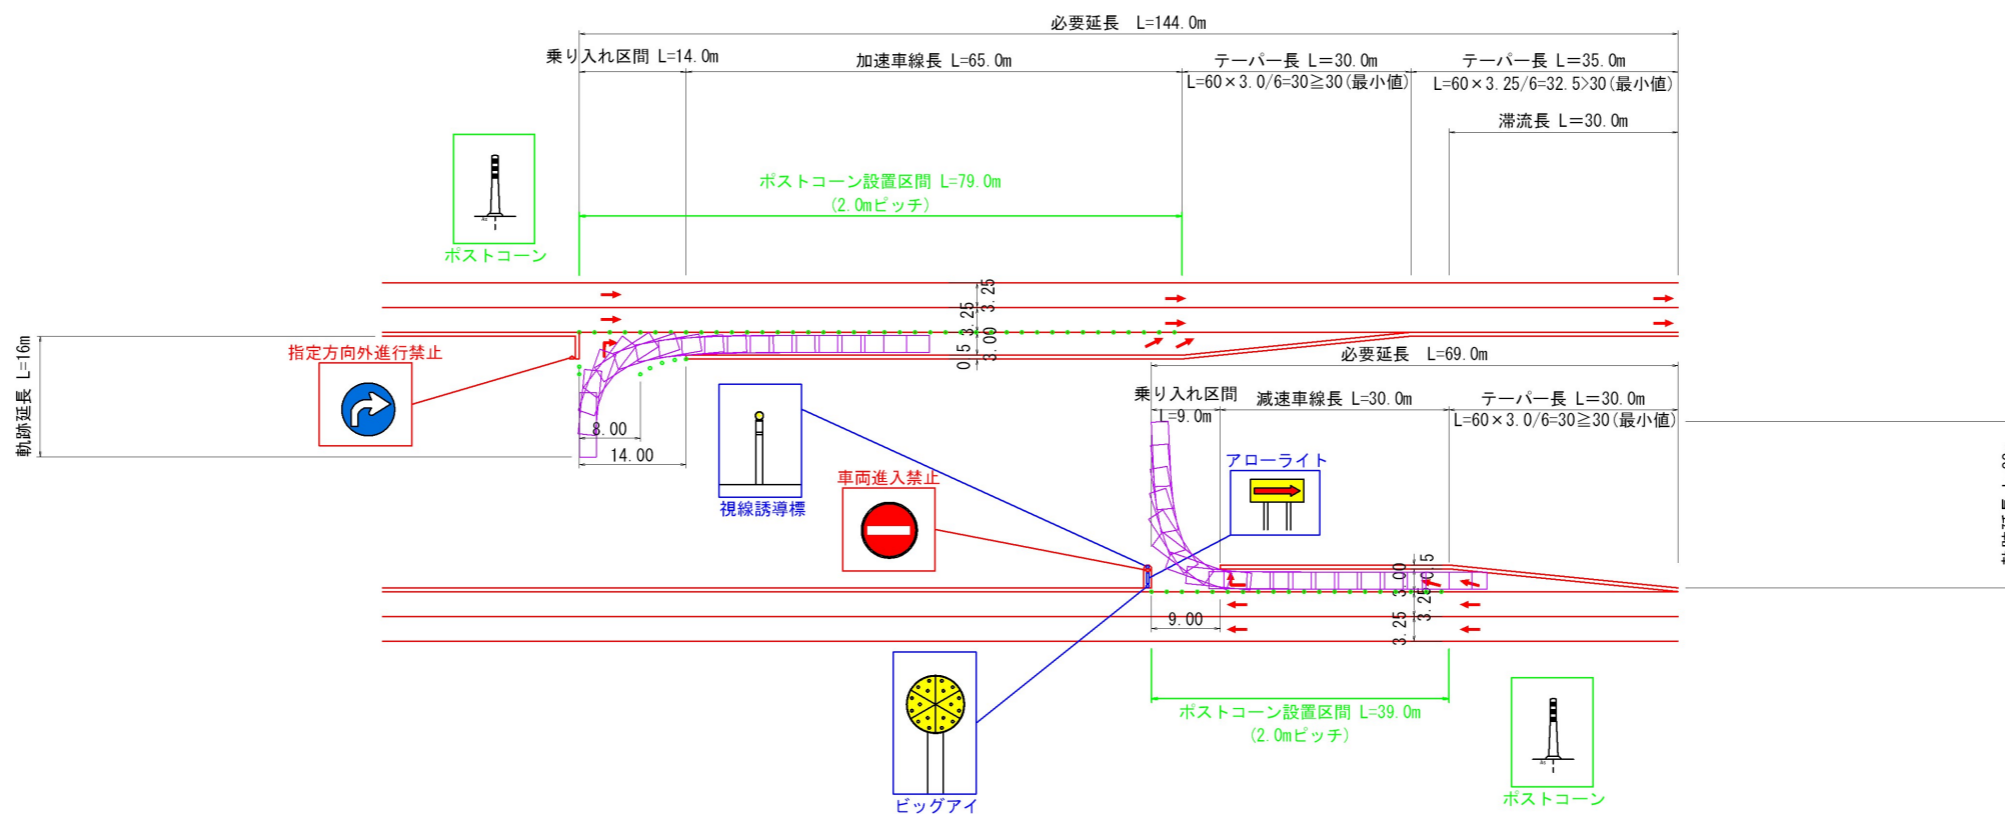 必要延長 L=144.0m
乗り入れ区間 L=14.0m
加速車線長 L=65.0m
テーパー長 L=30.0m
L=60×3.0/6=30≧30(最小値)
テーパー長 L=35.0m
L=60×3.25/6=32.5>30(最小値)
滞流長 L=30.0m
ポストコーン設置区間 L=79.0m
(2.0mピッチ)
ポストコーン
3.25
3.25
3.00
0.5
軌跡延長 L=16m
指定方向外進行禁止
8.00
14.00
必要延長 L=69.0m
乗り入れ区間
L=9.0m
減速車線長 L=30.0m
テーパー長 L=30.0m
L=60×3.0/6=30≧30(最小値)
視線誘導標
車両進入禁止
アローライト
0.5
3.00
3.25
3.25
9.00
ポストコーン設置区間 L=39.0m
(2.0mピッチ)
ビッグアイ
ポストコーン